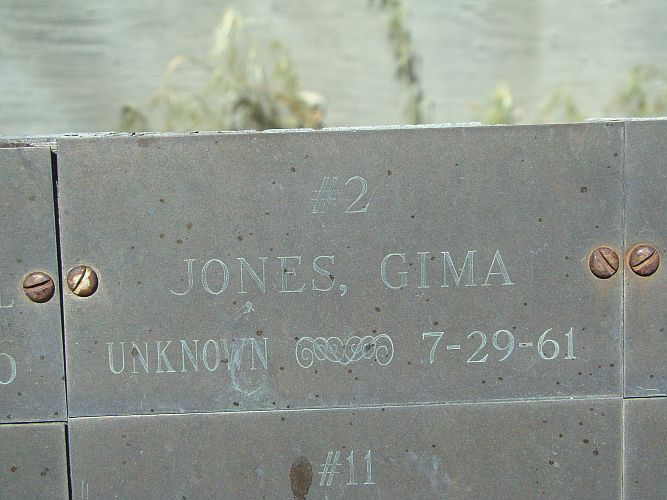 #2
JONES, GIMA
UNKNOWN 7-29-61
#11